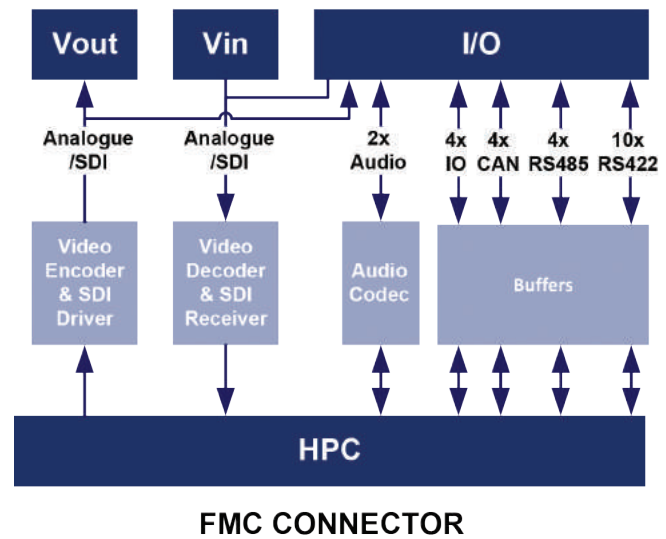 Vout
Vin
I/O
Analogue
/SDI
Analogue
/SDI
2x
Audio
4x
IO
4x
CAN
4x
RS485
10x
RS422
Video
Encoder
& SDI
Driver
Video
Decoder
& SDI
Receiver
Audio
Codec
Buffers
HPC
FMC CONNECTOR